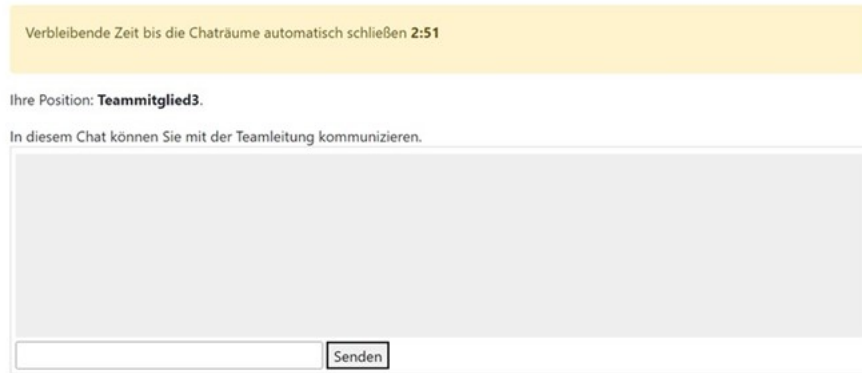 Verbleibende Zeit bis die Chaträume automatisch schließen 2:51
Ihre Position: Teammitglied3.
In diesem Chat können Sie mit der Teamleitung kommunizieren.
Senden